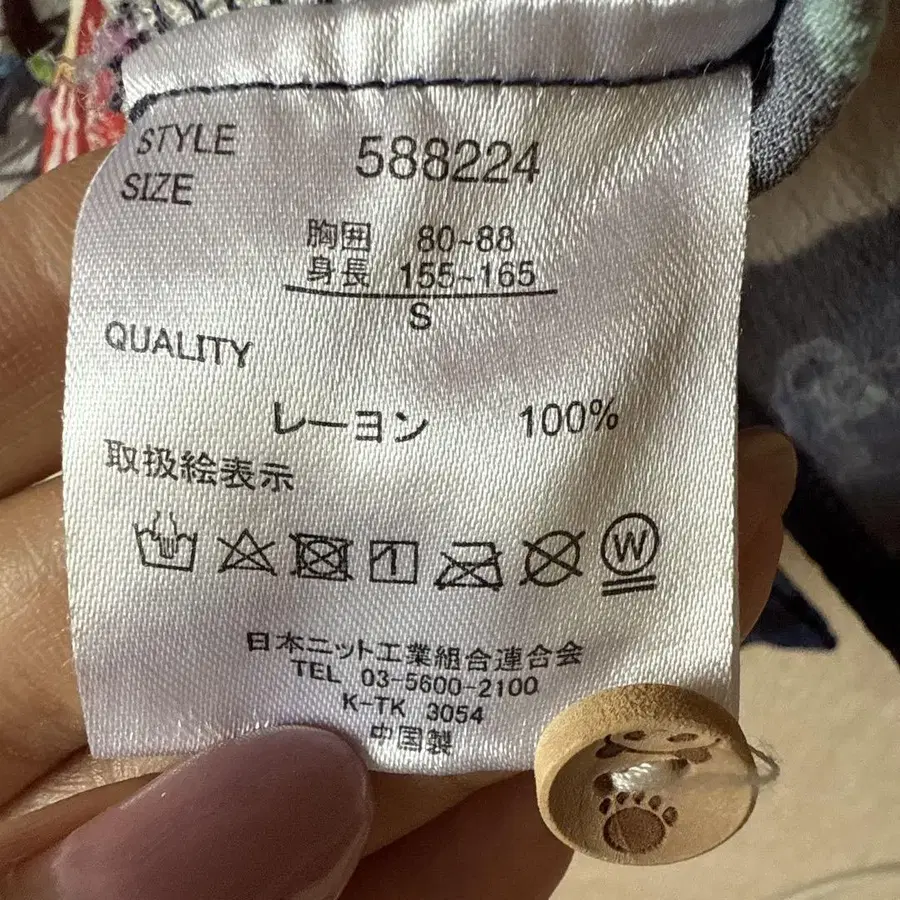 STYLE 588224
SIZE
胸囲 80~88
身長 155~165
S
QUALITY
レーヨン 100%
取扱絵表示
W
日本ニット工業組合連合会
TEL 03-5600-2100
K-TK 3054
中国製